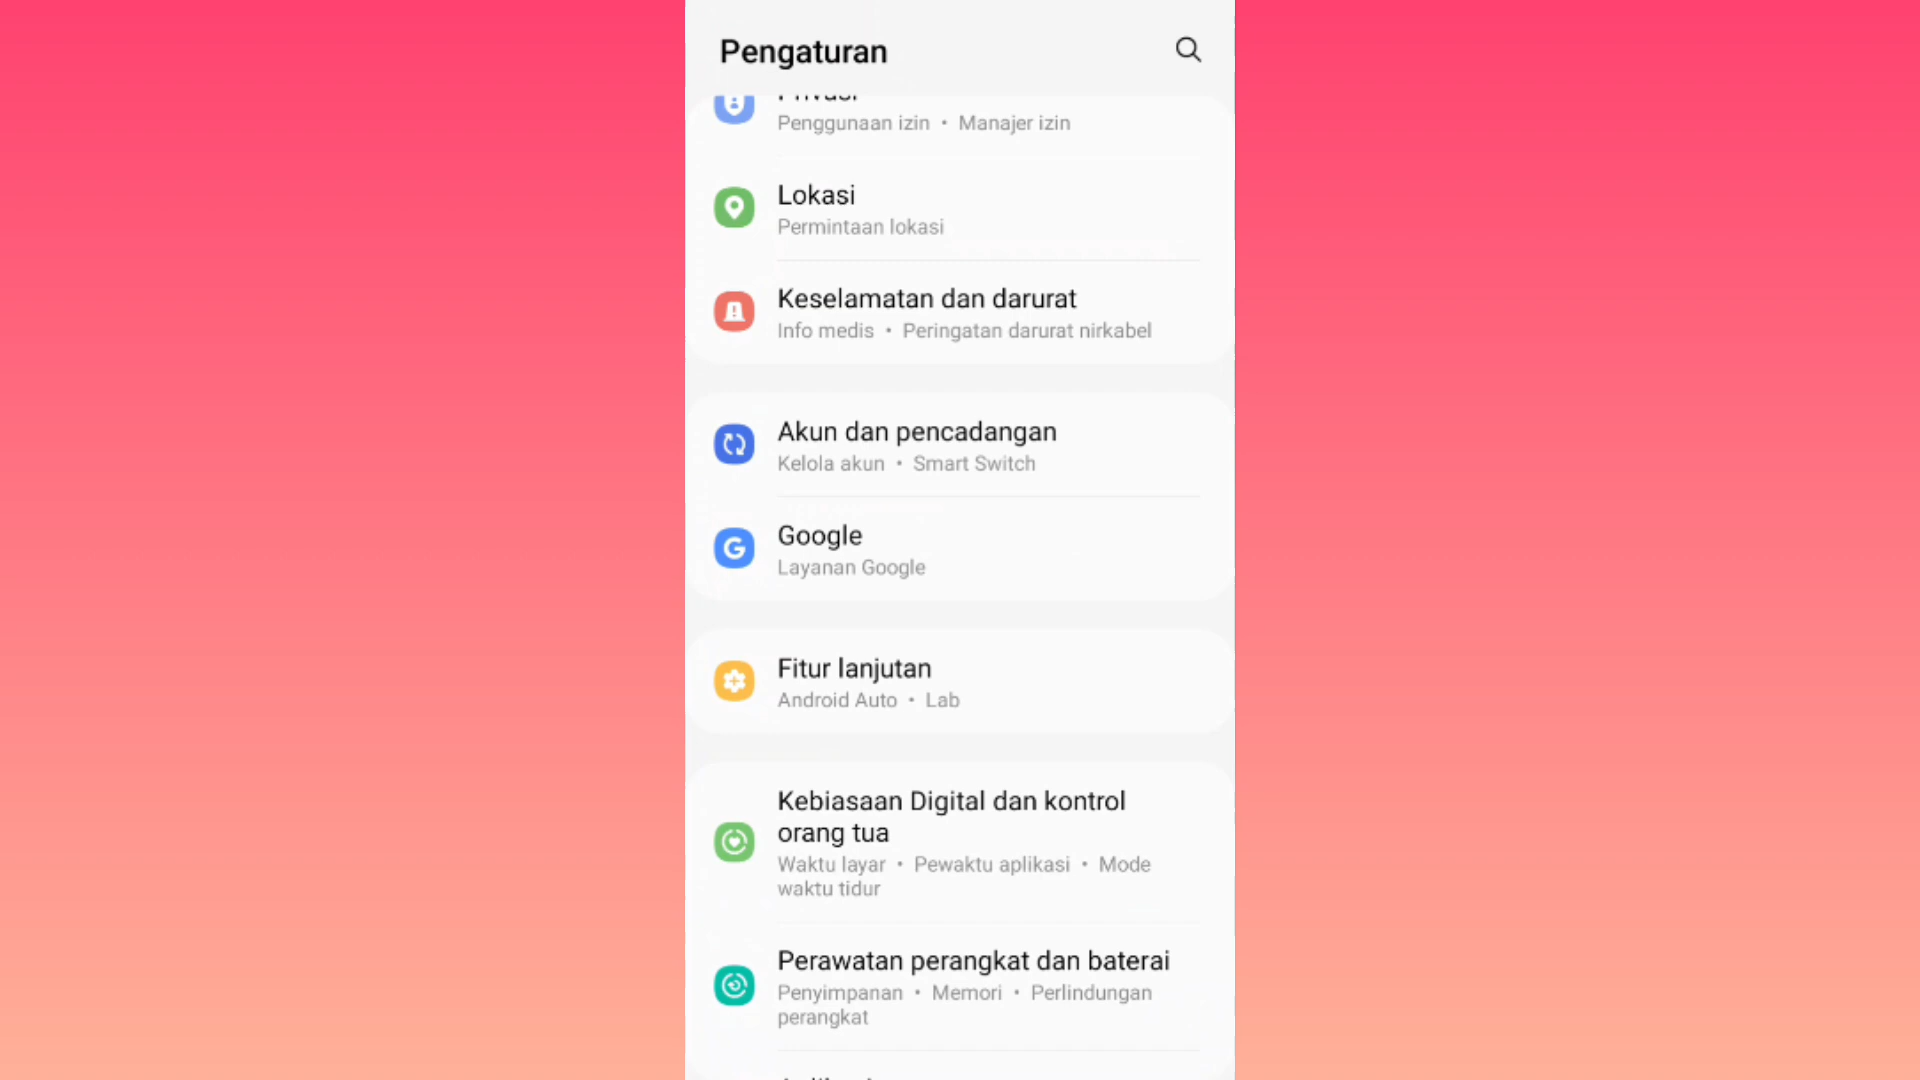 Pengaturan
Privasi
Penggunaan izin • Manajer izin
Lokasi
Permintaan lokasi
Keselamatan dan darurat
Info medis • Peringatan darurat nirkabel
Akun dan pencadangan
Kelola akun • Smart Switch
Google
Layanan Google
Fitur lanjutan
Android Auto • Lab
Kebiasaan Digital dan kontrol
orang tua
Waktu layar • Pewaktu aplikasi • Mode
waktu tidur
Perawatan perangkat dan baterai
Penyimpanan • Memori • Perlindungan
perangkat